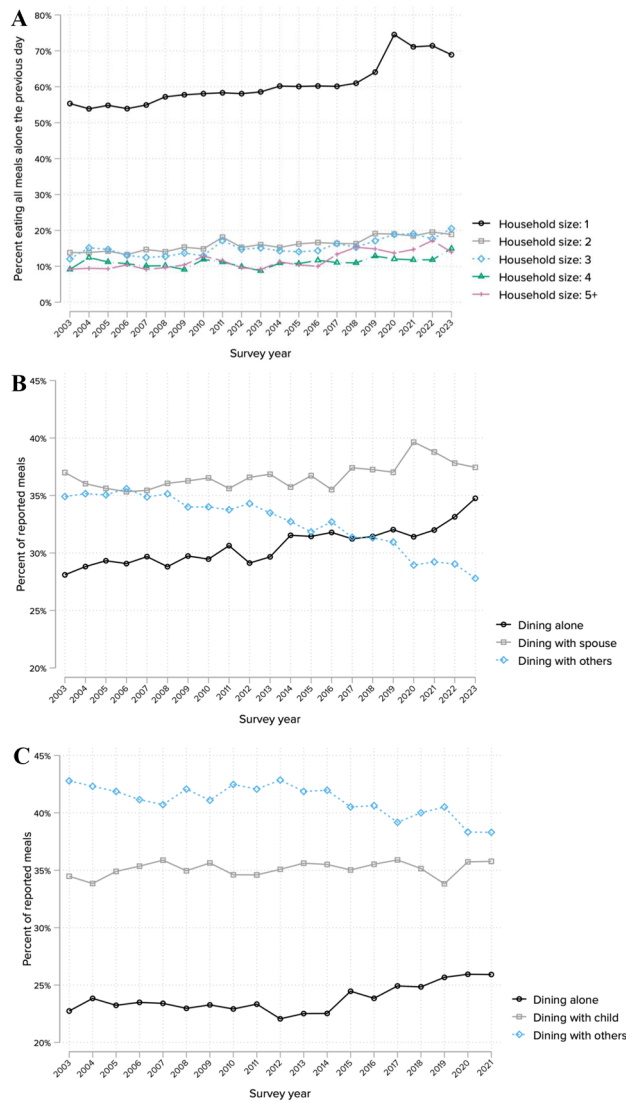 A
Percent eating all meals alone the previous day
80%
70%
60%
50%
40%
30%
20%
10%
0%
2003 2004 2005 2006 2007 2008 2009 2010 2011 2012 2013 2014 2015 2016 2017 2018 2019 2020 2021 2022 2023
Survey year
Household size: 1
Household size: 2
Household size: 3
Household size: 4
Household size: 5+
B
Percent of reported meals
45%
40%
35%
30%
25%
20%
2003 2004 2005 2006 2007 2008 2009 2010 2011 2012 2013 2014 2015 2016 2017 2018 2019 2020 2021 2022 2023
Survey year
Dining alone
Dining with spouse
Dining with others
C
Percent of reported meals
45%
40%
35%
30%
25%
20%
2003 2004 2005 2006 2007 2008 2009 2010 2011 2012 2013 2014 2015 2016 2017 2018 2019 2020 2021
Survey year
Dining alone
Dining with child
Dining with others